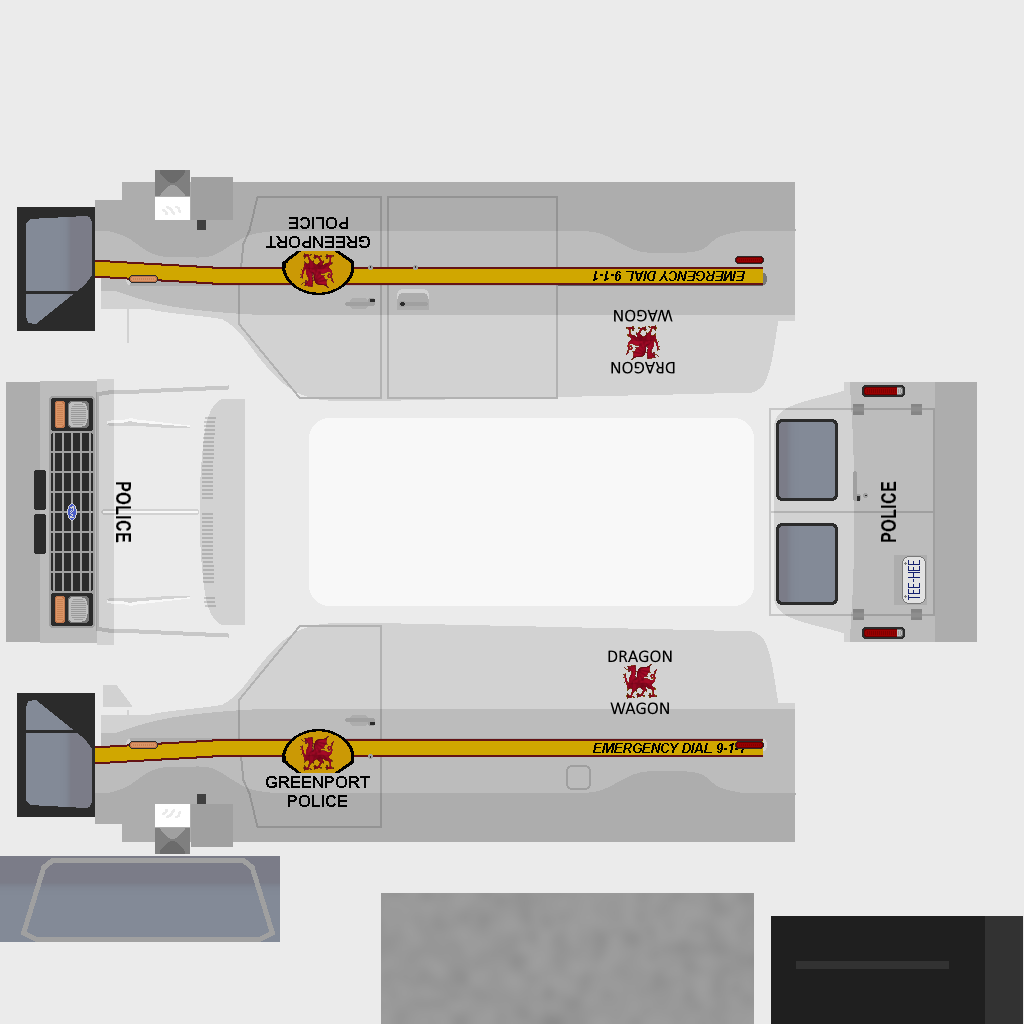 GREENPORT
POLICE
EMERGENCY DIAL 9-1-1
DRAGON
WAGON
POLICE
POLICE
TEE-HEE
DRAGON
WAGON
EMERGENCY DIAL 9-1-1
GREENPORT
POLICE